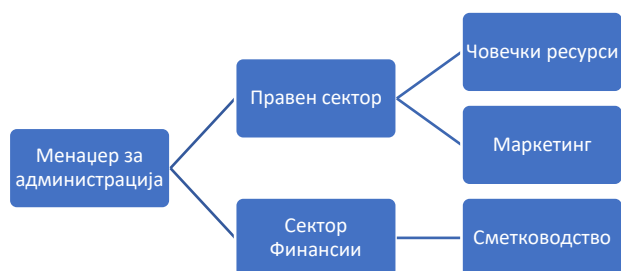 Човечки ресурси
Правен сектор
Маркетинг
Менаџер за
администрација
Сектор
Финансии
Сметководство